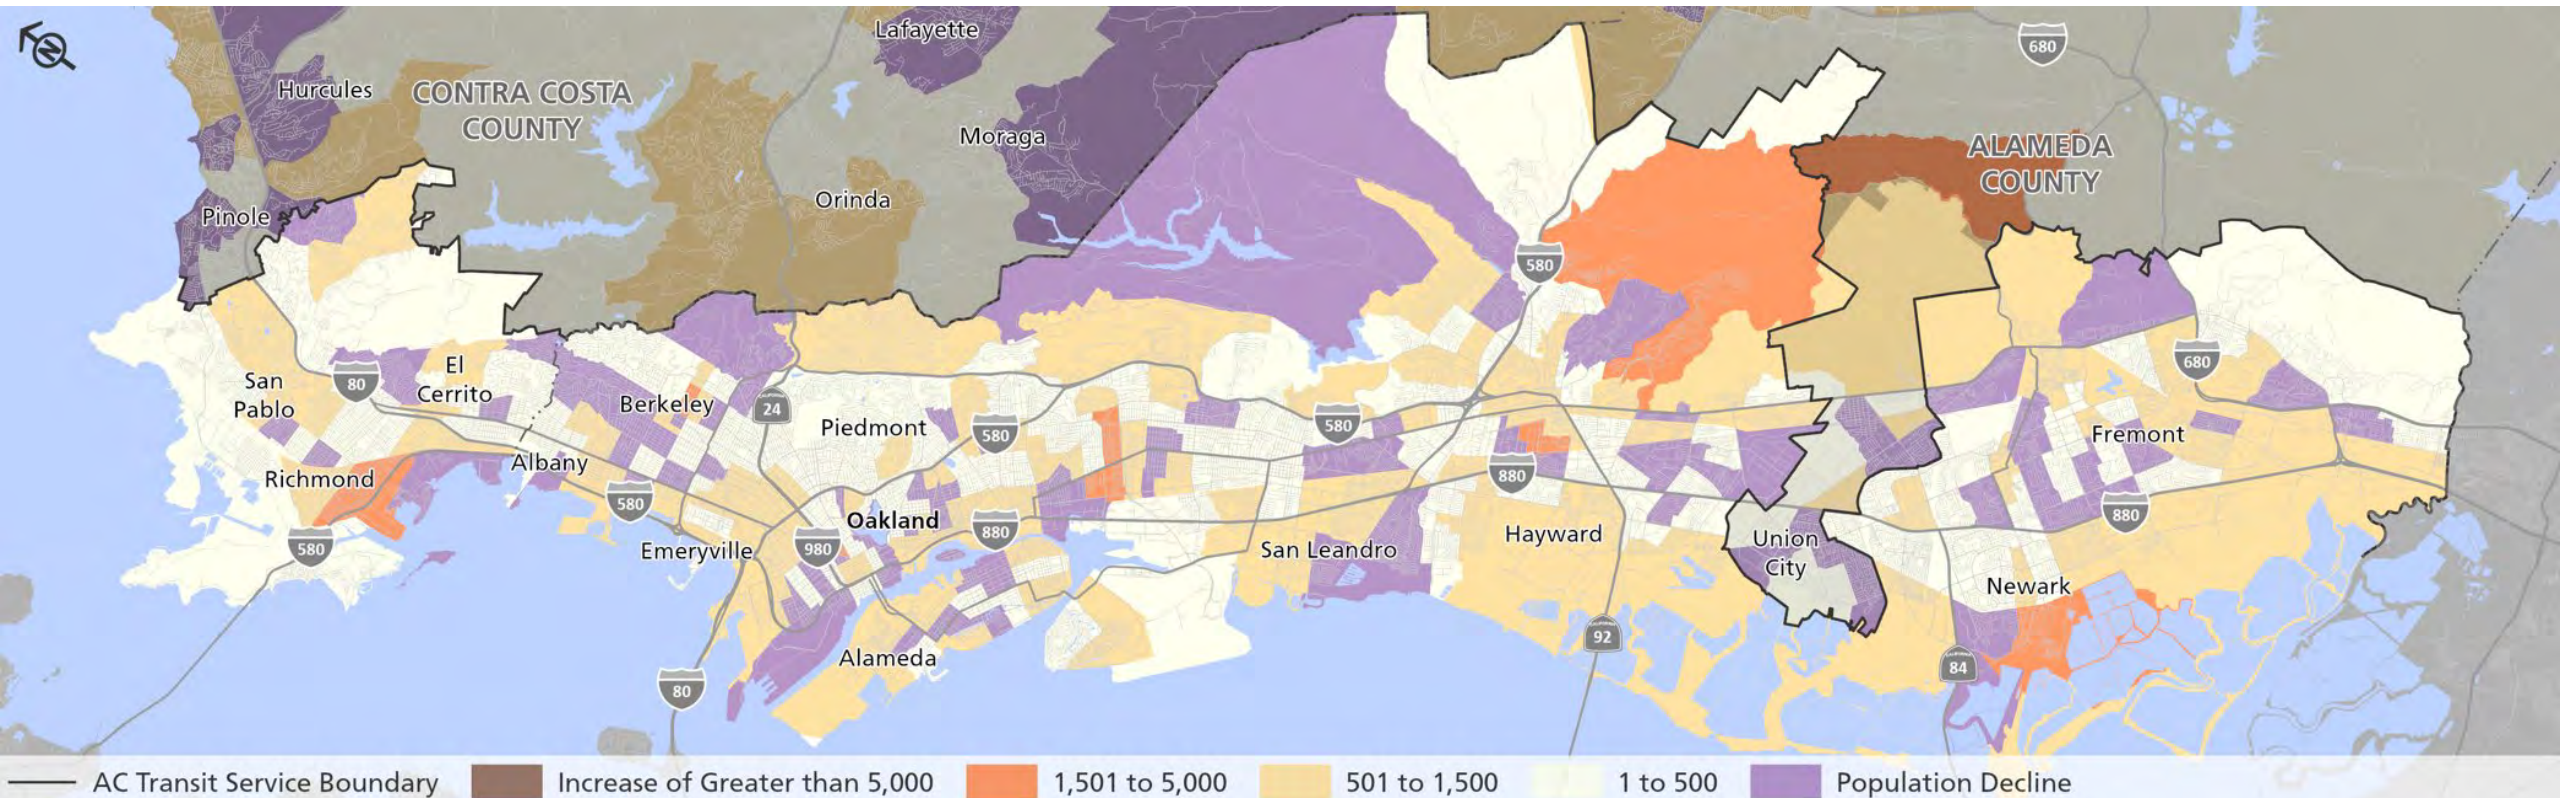 N
Lafayette
680
Hurcules
CONTRA COSTA
COUNTY
Moraga
ALAMEDA
COUNTY
Pinole
Orinda
580
San
Pablo
80
El
Cerrito
Berkeley
CALIFORNIA
24
Piedmont
580
580
680
Fremont
Richmond
Albany
580
Oakland
880
880
880
580
Emeryville
980
San Leandro
Hayward
Union
City
Newark
Alameda
80
CALIFORNIA
92
CALIFORNIA
84
AC Transit Service Boundary
Increase of Greater than 5,000
1,501 to 5,000
501 to 1,500
1 to 500
Population Decline